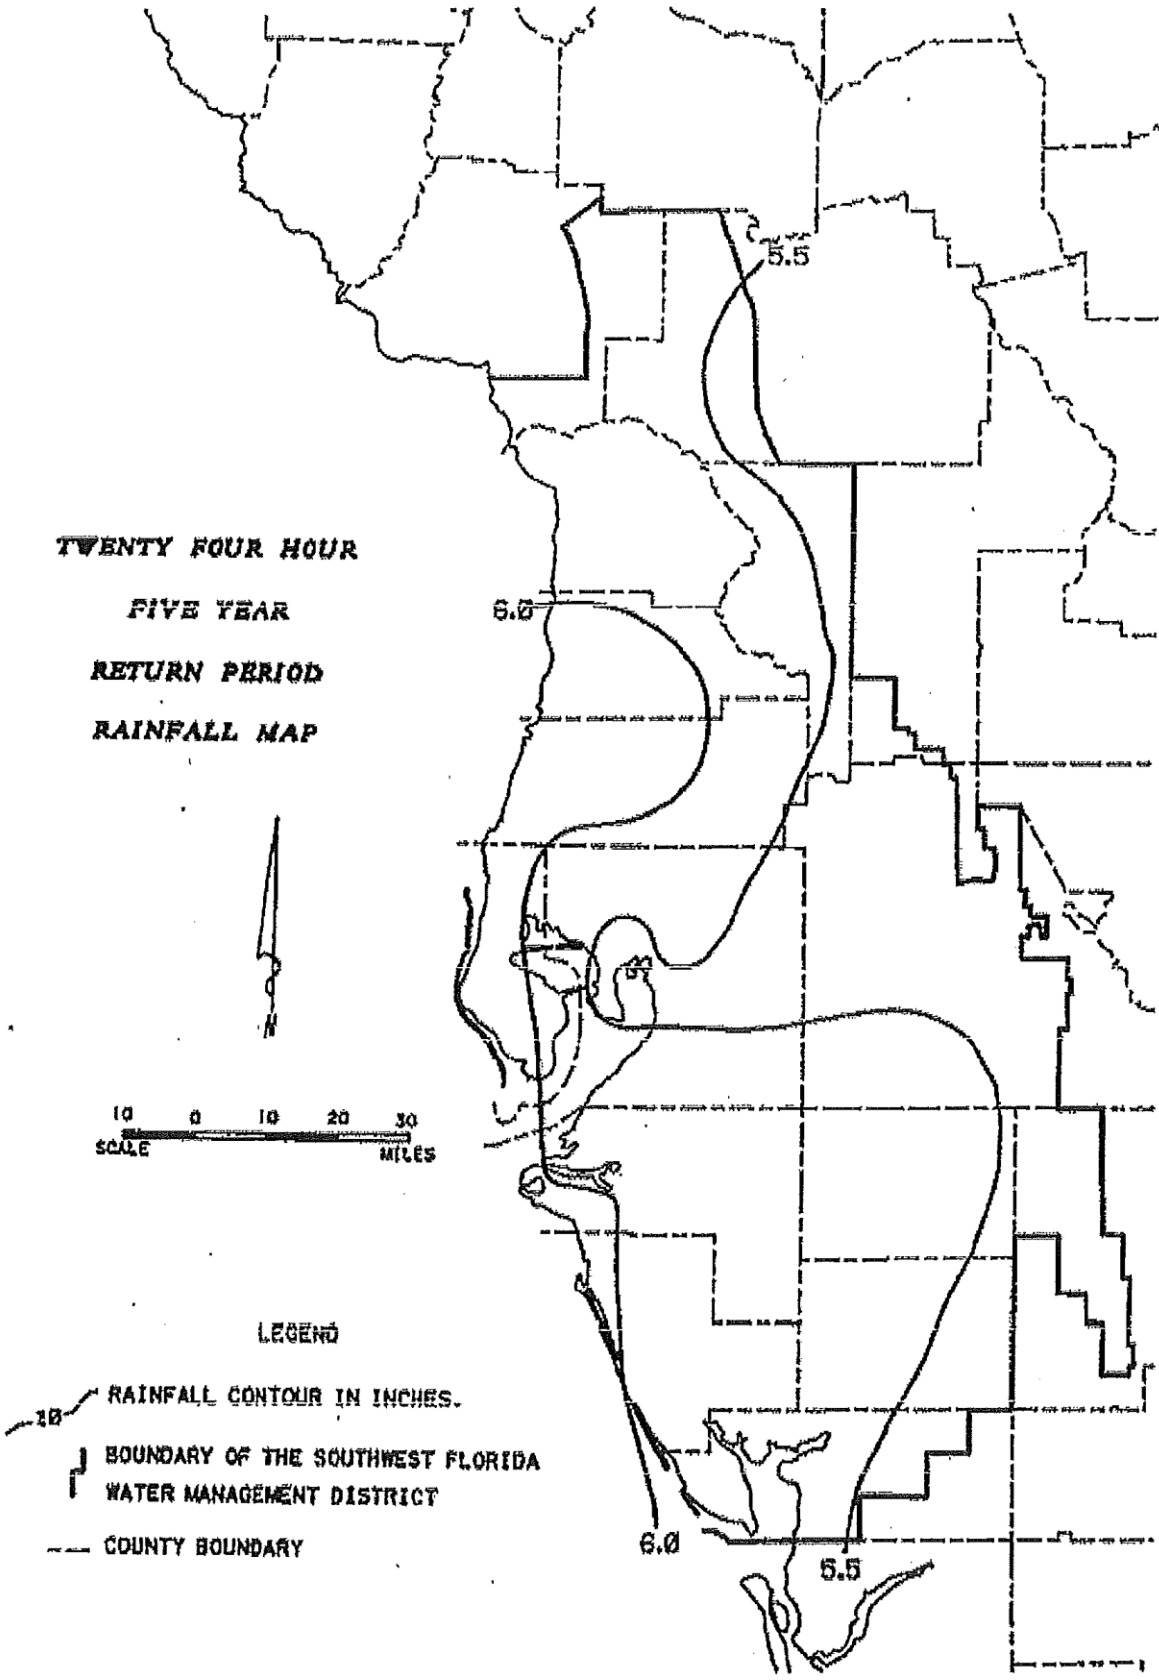 5.5
TWENTY FOUR HOUR
FIVE YEAR
RETURN PERIOD
RAINFALL MAP
6.0
N
10 0 10 20 30
SCALE MILES
LEGEND
10 RAINFALL CONTOUR IN INCHES.
BOUNDARY OF THE SOUTHWEST FLORIDA
WATER MANAGEMENT DISTRICT
COUNTY BOUNDARY
6.0
5.5